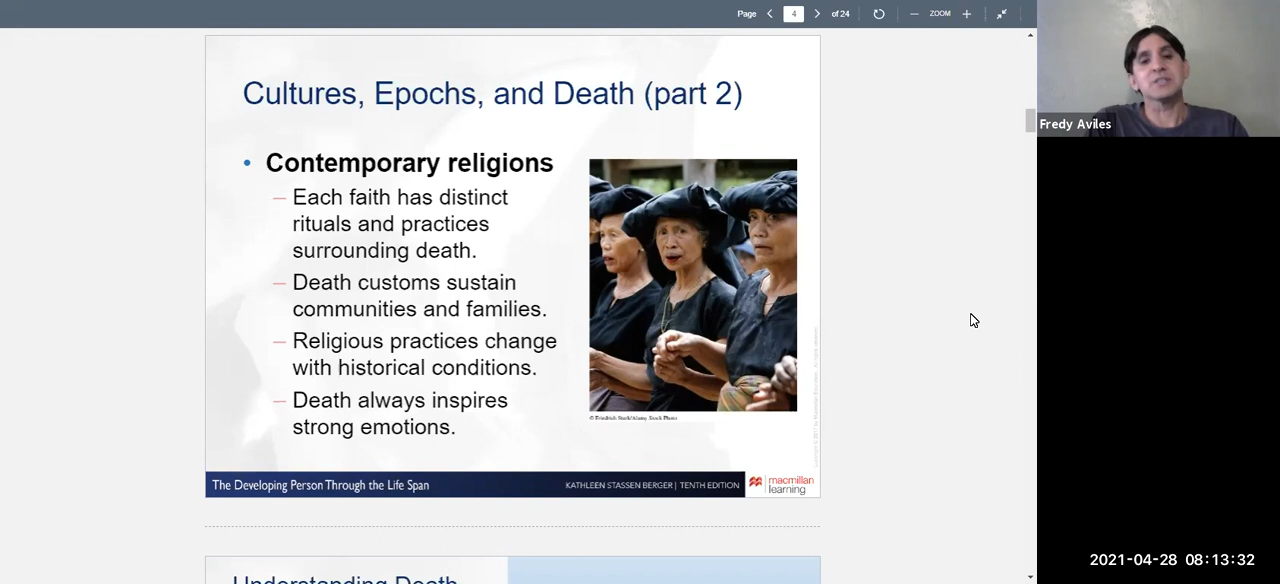 Page
4
of 24
ZOOM
Fredy Aviles
Cultures, Epochs, and Death (part 2)
• Contemporary religions
– Each faith has distinct
rituals and practices
surrounding death.
– Death customs sustain
communities and families.
– Religious practices change
with historical conditions.
– Death always inspires
strong emotions.
The Developing Person Through the Life Span
KATHLEEN STASSEN BERGER | TENTH EDITION
macmillan
learning
Understanding Death
2021-04-28 08:13:32